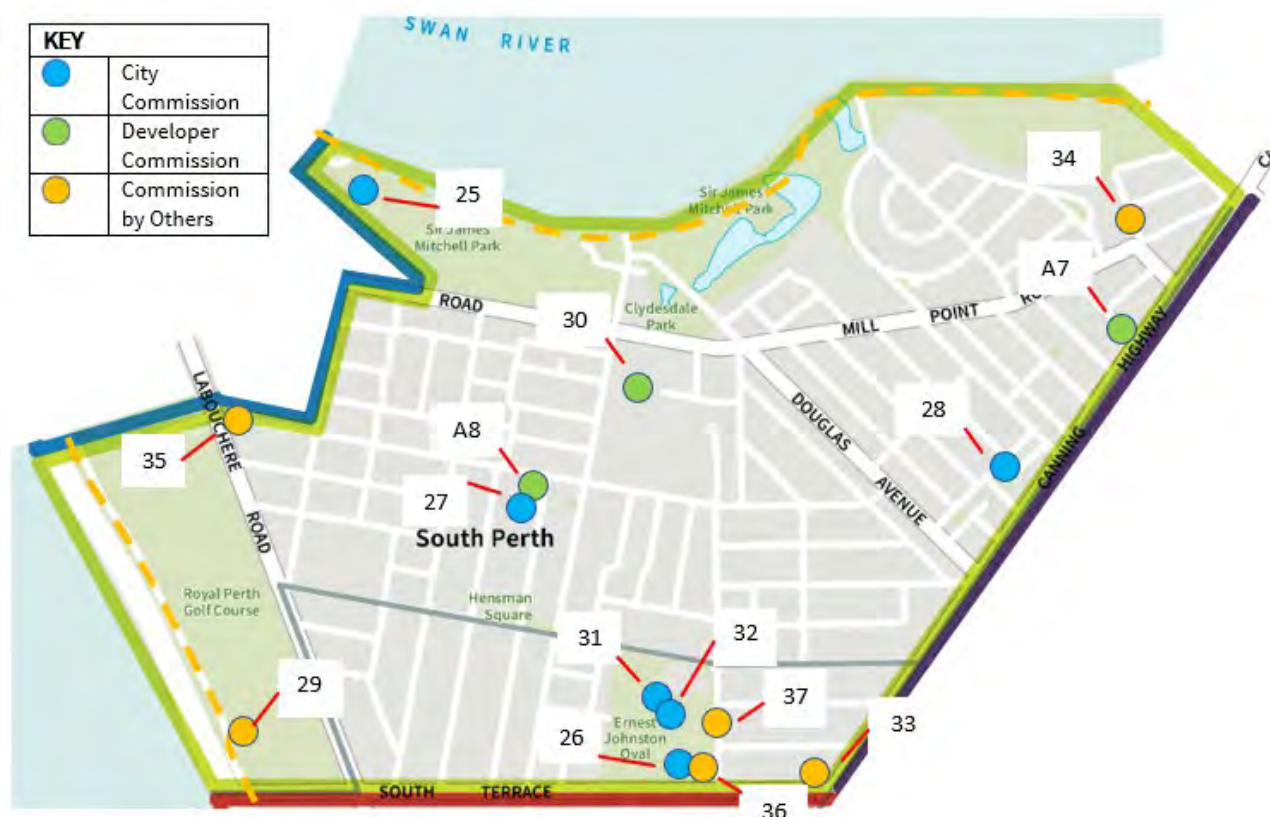 KEY
City
Commission
Developer
Commission
Commission
by Others
SWAN RIVER
25
Sir James
Mitchell Park
Sir James
Mitchell Park
34
A7
ROAD
30
Clydesdale
Park
MILL POINT
HIGHWAY
CANNING
28
DOUGLAS
AVENUE
LABOUCHERE
ROAD
35
A8
27
South Perth
Royal Perth
Golf Course
Hensman
Square
31
32
29
37
33
Ernest
Johnston
Oval
26
36
SOUTH TERRACE